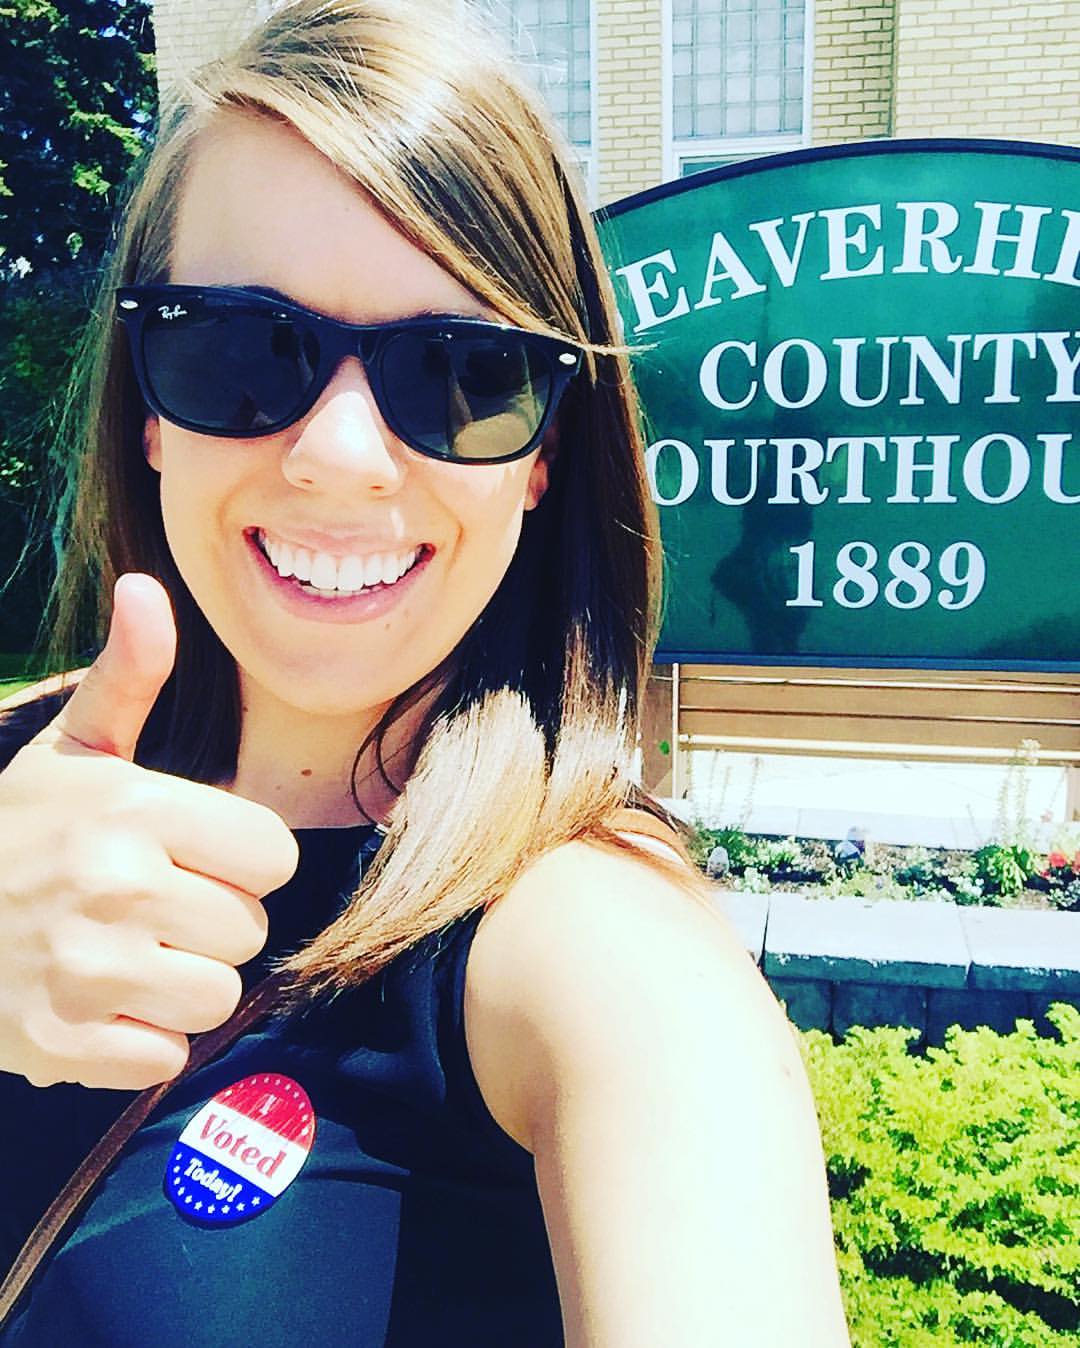 Ray-Ban
EAVERHE
COUNTY
OURTHOU
1889
I
Voted
Today!